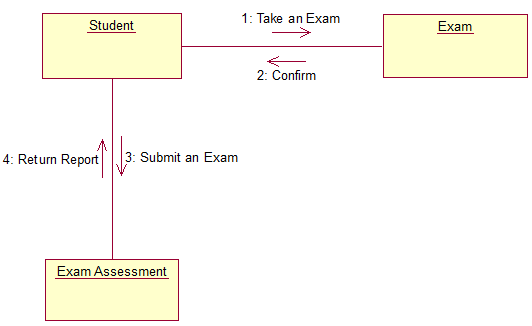 Student
1: Take an Exam
Exam
2: Confirm
4: Return Report
3: Submit an Exam
Exam Assessment